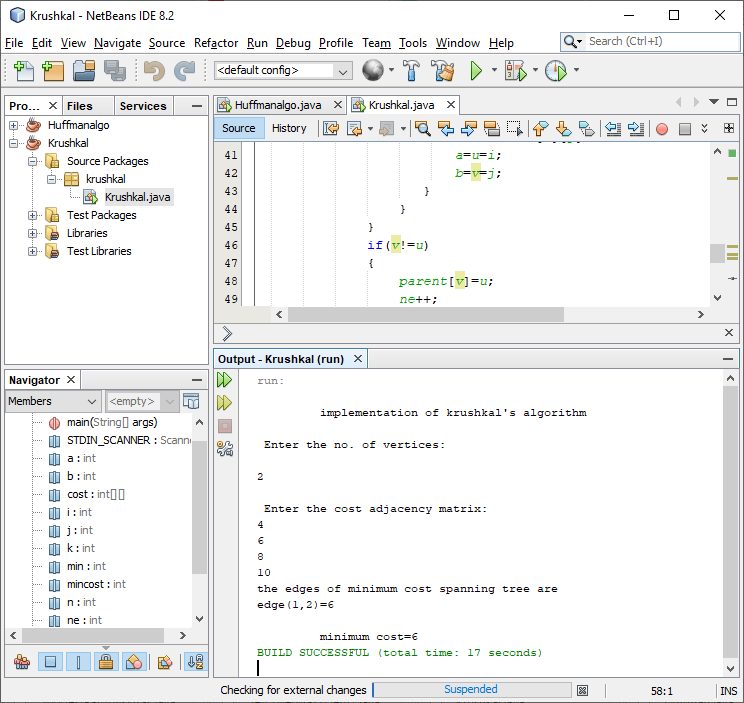 Krushkal - NetBeans IDE 8.2
File Edit View Navigate Source Refactor Run Debug Profile Team Tools Window Help
Search (Ctrl+I)
<default config>
Pro... Files Services
Huffmanalgo
Krushkal
Source Packages
krushkal
Krushkal.java
Test Packages
Libraries
Test Libraries
Navigator
Members <empty>
main(String[] args)
STDIN_SCANNER : Scanne
a : int
b : int
cost : int[][]
i : int
j : int
k : int
min : int
mincost : int
n : int
ne : int
Huffmanalgo.java Krushkal.java
Source History
41 a=u=i;
42 b=v=j;
43 }
44 }
45 }
46 if(v!=u)
47 {
48 parent[v]=u;
49 ne++;
Output - Krushkal (run)
run:
implementation of krushkal's algorithm
Enter the no. of vertices:
2
Enter the cost adjacency matrix:
4
6
8
10
the edges of minimum cost spanning tree are
edge(1,2)=6
minimum cost=6
BUILD SUCCESSFUL (total time: 17 seconds)
Checking for external changes Suspended 58:1 INS